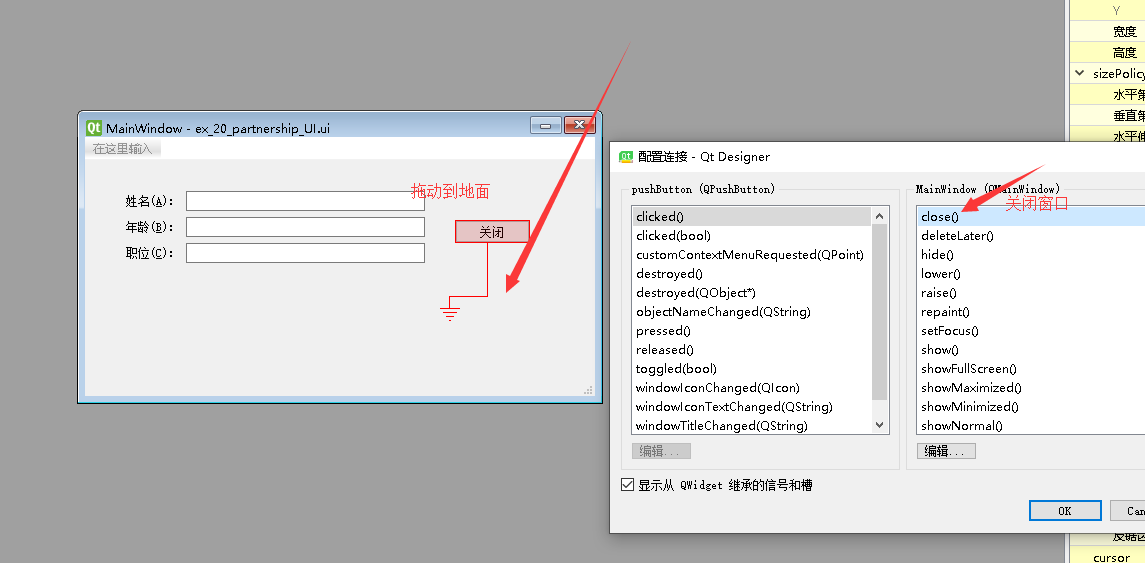 Y
宽度
高度
sizePolicy
水平策
垂直策
水平伸
Qt MainWindow - ex_20_partnership_UI.ui
在这里输入
姓名(A):
年龄(B):
职位(C):
拖动到地面
关闭
Qt 配置连接 - Qt Designer
pushButton (QPushButton)
clicked()
clicked(bool)
customContextMenuRequested(QPoint)
destroyed()
destroyed(QObject*)
objectNameChanged(QString)
pressed()
released()
toggled(bool)
windowIconChanged(QIcon)
windowIconTextChanged(QString)
windowTitleChanged(QString)
编辑...
MainWindow (QMainWindow)
关闭窗口
close()
deleteLater()
hide()
lower()
raise()
repaint()
setFocus()
show()
showFullScreen()
showMaximized()
showMinimized()
showNormal()
编辑...
显示从 QWidget 继承的信号和槽
OK
Can
cursor